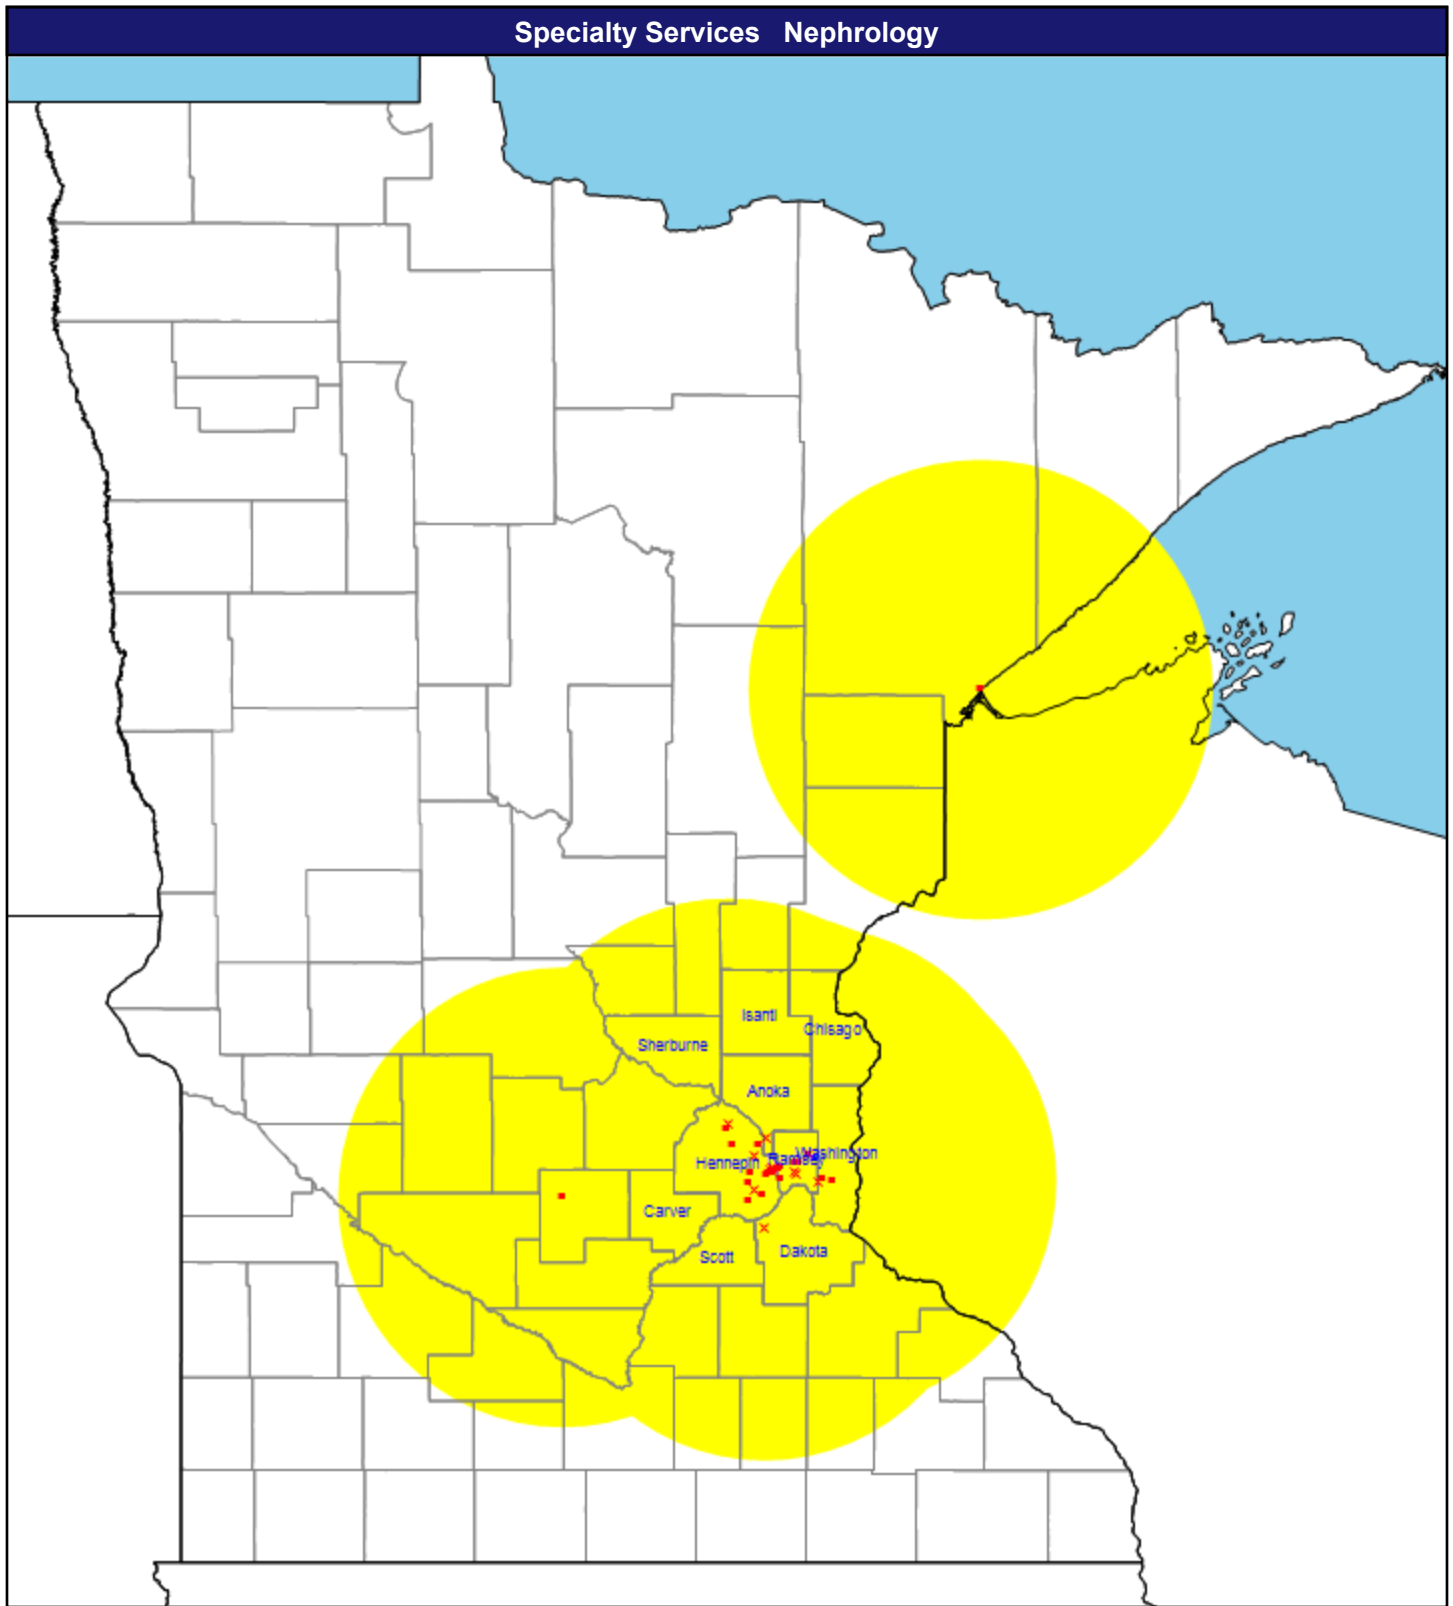 Specialty Services   Nephrology
Isanti
Chisago
Sherburne
Anoka
Washington
Hennepin
Ramsey
Carver
Scott
Dakota